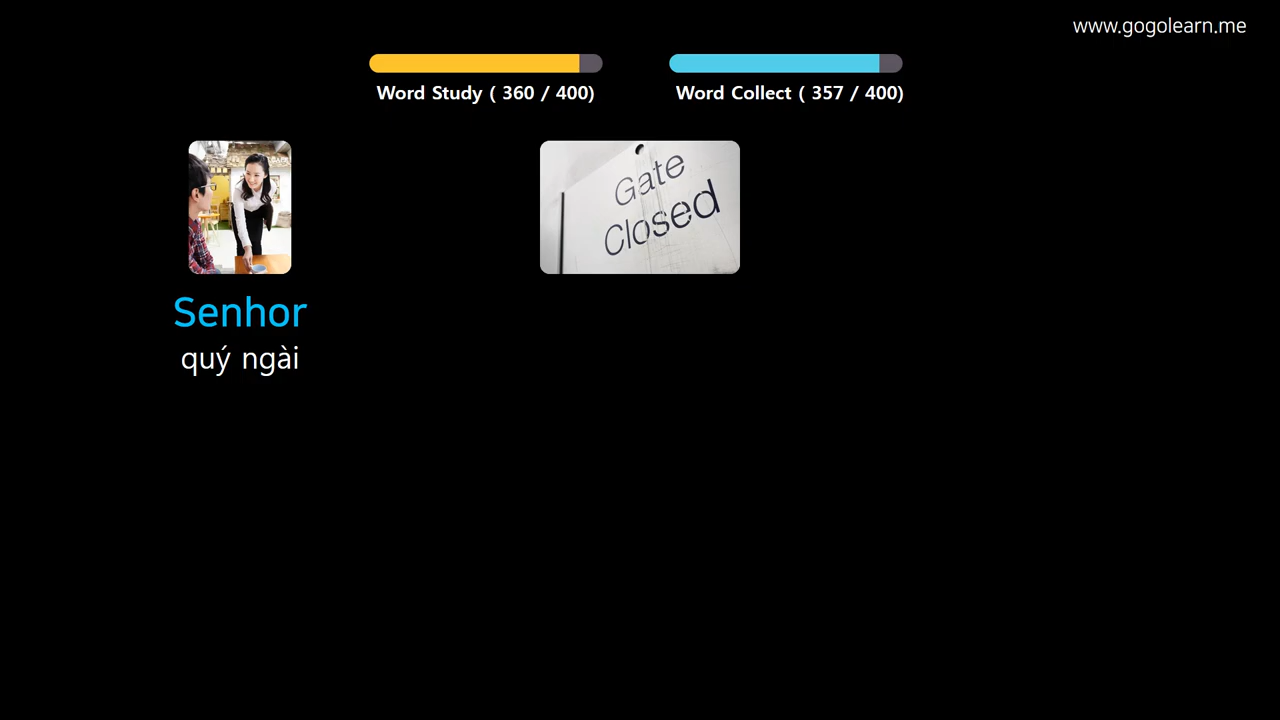 www.gogolearn.me
Word Study ( 360 / 400)
Word Collect ( 357 / 400)
Gate
Closed
Senhor
quý ngài